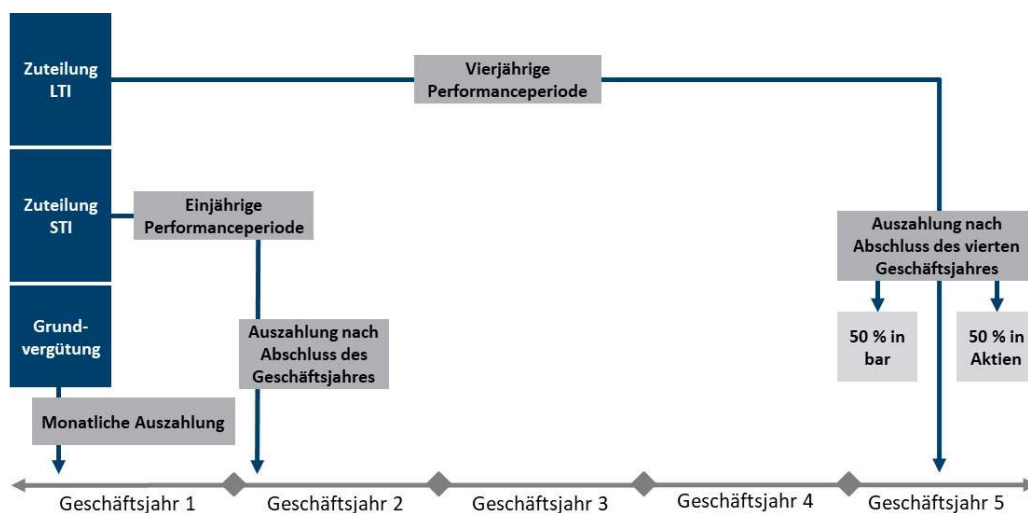 Zuteilung
LTI
Vierjährige
Performanceperiode
Zuteilung
STI
Einjährige
Performanceperiode
Auszahlung nach
Abschluss des vierten
Geschäftsjahres
Grund-
vergütung
Auszahlung nach
Abschluss des
Geschäftsjahres
50 % in
bar
50 % in
Aktien
Monatliche Auszahlung
Geschäftsjahr 1
Geschäftsjahr 2
Geschäftsjahr 3
Geschäftsjahr 4
Geschäftsjahr 5